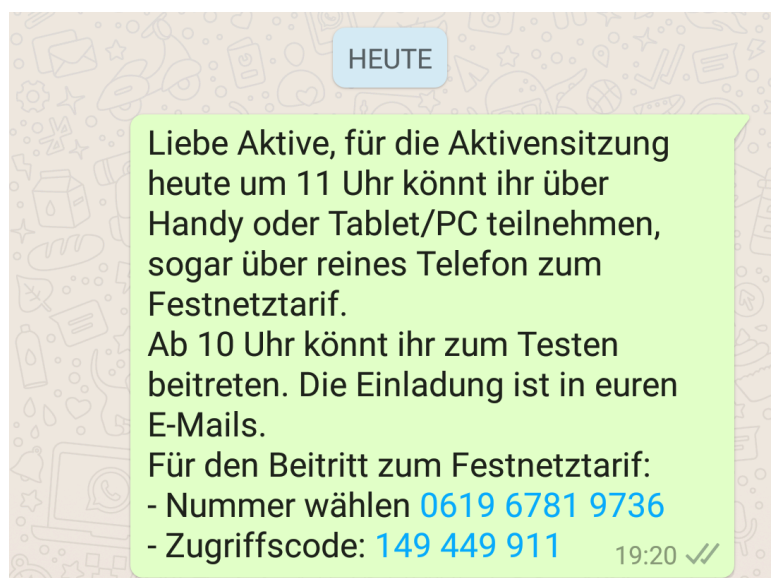 HEUTE
Liebe Aktive, für die Aktivensitzung
heute um 11 Uhr könnt ihr über
Handy oder Tablet/PC teilnehmen,
sogar über reines Telefon zum
Festnetztarif.
Ab 10 Uhr könnt ihr zum Testen
beitreten. Die Einladung ist in euren
E-Mails.
Für den Beitritt zum Festnetztarif:
- Nummer wählen 0619 6781 9736
- Zugriffscode: 149 449 911
19:20